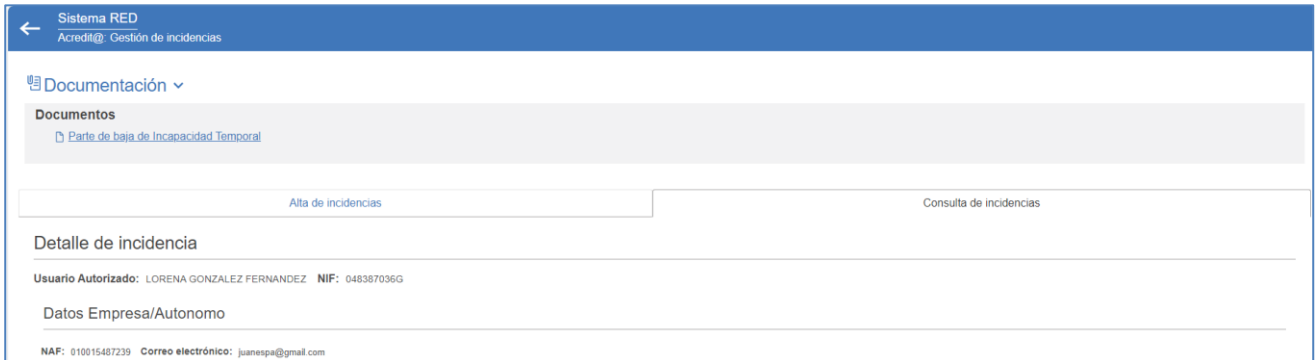 Sistema RED
Acredit@: Gestión de incidencias
Documentación
Documentos
Parte de baja de Incapacidad Temporal
Alta de incidencias Consulta de incidencias
Detalle de incidencia
Usuario Autorizado: LORENA GONZALEZ FERNANDEZ NIF: 048387036G
Datos Empresa/Autonomo
NAF: 010015487239 Correo electrónico: juanespa@gmail.com